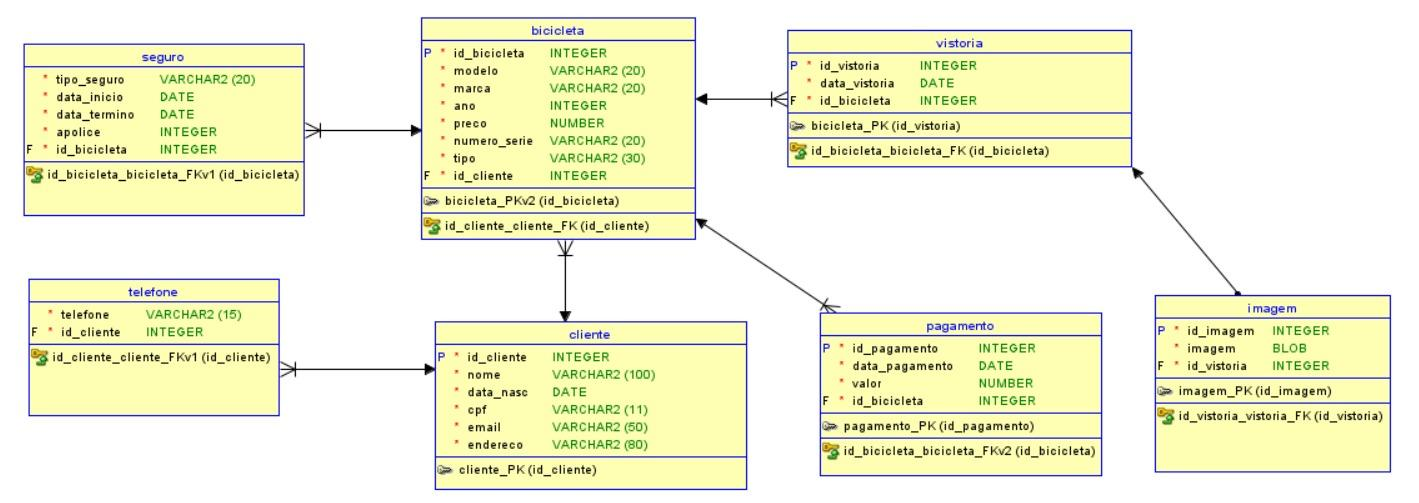 seguro
* tipo_seguro VARCHAR2 (20)
* data_inicio DATE
* data_termino DATE
* apolice INTEGER
F * id_bicicleta INTEGER
id_bicicleta_bicicleta_FKv1 (id_bicicleta)
bicicleta
P * id_bicicleta INTEGER
* modelo VARCHAR2 (20)
* marca VARCHAR2 (20)
* ano INTEGER
* preco NUMBER
* numero_serie VARCHAR2 (20)
* tipo VARCHAR2 (30)
F * id_cliente INTEGER
bicicleta_PKv2 (id_bicicleta)
id_cliente_cliente_FK (id_cliente)
vistoria
P * id_vistoria INTEGER
* data_vistoria DATE
F * id_bicicleta INTEGER
bicicleta_PK (id_vistoria)
id_bicicleta_bicicleta_FK (id_bicicleta)
telefone
* telefone VARCHAR2 (15)
F * id_cliente INTEGER
id_cliente_cliente_FKv1 (id_cliente)
cliente
P * id_cliente INTEGER
* nome VARCHAR2 (100)
* data_nasc DATE
* cpf VARCHAR2 (11)
* email VARCHAR2 (50)
* endereco VARCHAR2 (80)
cliente_PK (id_cliente)
pagamento
P * id_pagamento INTEGER
* data_pagamento DATE
* valor NUMBER
F * id_bicicleta INTEGER
pagamento_PK (id_pagamento)
id_bicicleta_bicicleta_FKv2 (id_bicicleta)
imagem
P * id_imagem INTEGER
* imagem BLOB
F * id_vistoria INTEGER
imagem_PK (id_imagem)
id_vistoria_vistoria_FK (id_vistoria)